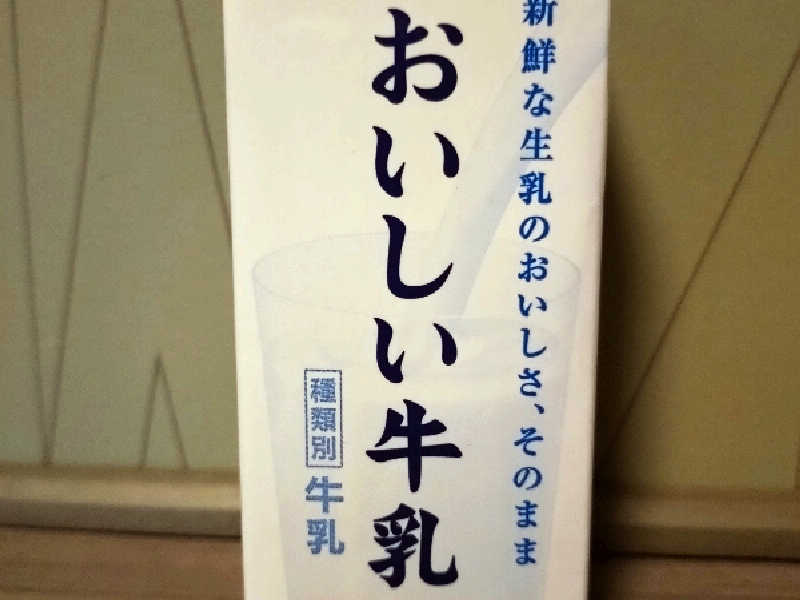 新鮮な生乳のおいしさ、そのまま
おいしい牛乳
種類別
牛乳